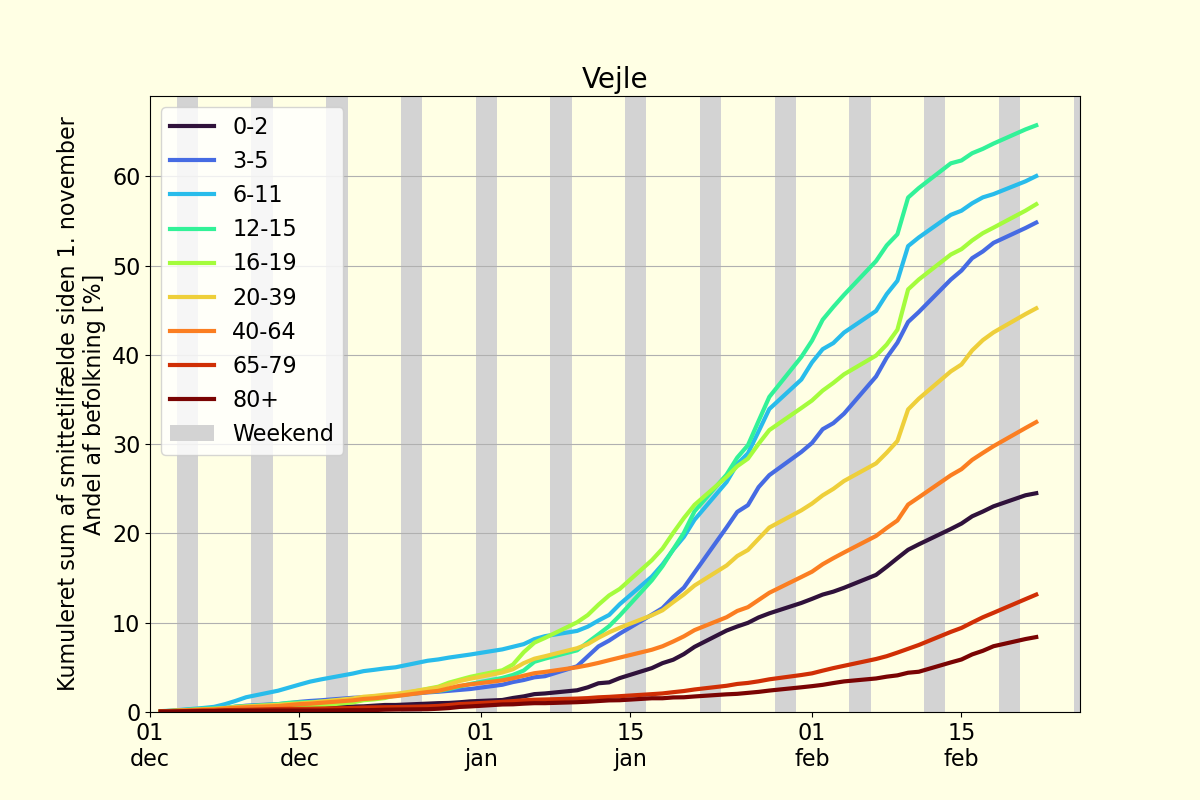 Vejle
Kumuleret sum af smittetilfælde siden 1. november
Andel af befolkning [%]
60
50
40
30
20
10
0
0-2
3-5
6-11
12-15
16-19
20-39
40-64
65-79
80+
Weekend
01
dec
15
dec
01
jan
15
jan
01
feb
15
feb